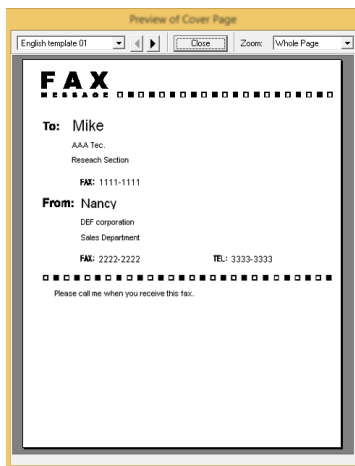 Preview of Cover Page
English template 01 Close Zoom: Whole Page
FAX
MESSAGE
To: Mike
AAA Tec.
Reseach Section
FAX: 1111-1111
From: Nancy
DEF corporation
Sales Department
FAX: 2222-2222 TEL: 3333-3333
Please call me when you receive this fax.